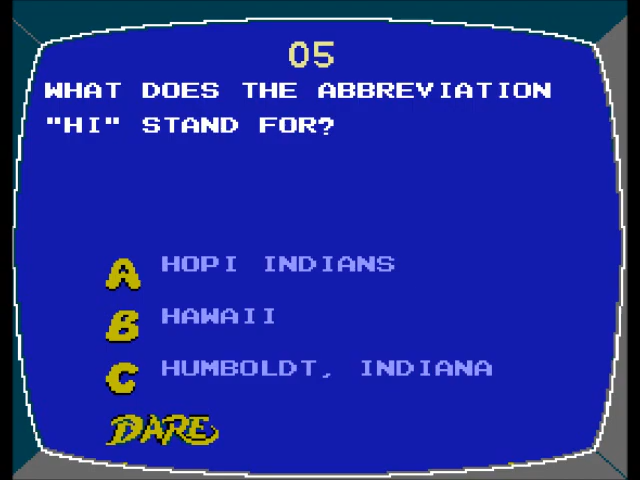 05
WHAT DOES THE ABBREVIATION
"HI" STAND FOR?
A HOPI INDIANS
B HAWAII
C HUMBOLDT, INDIANA
DARE